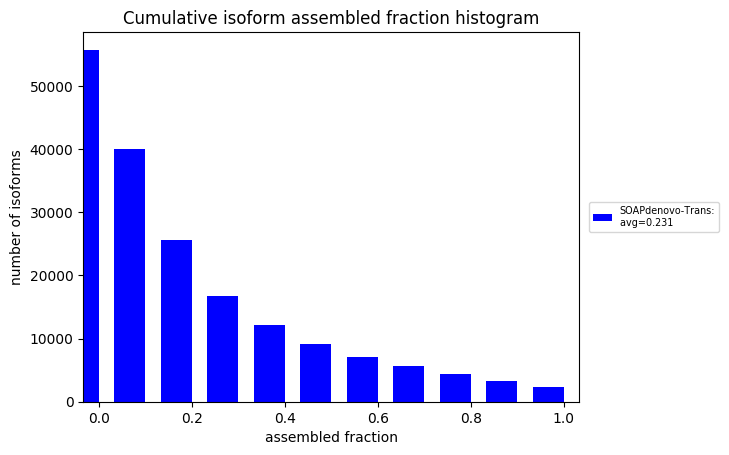 Cumulative isoform assembled fraction histogram
number of isoforms
50000
40000
30000
20000
10000
0
0.0 0.2 0.4 0.6 0.8 1.0
assembled fraction
SOAPdenovo-Trans:
avg=0.231